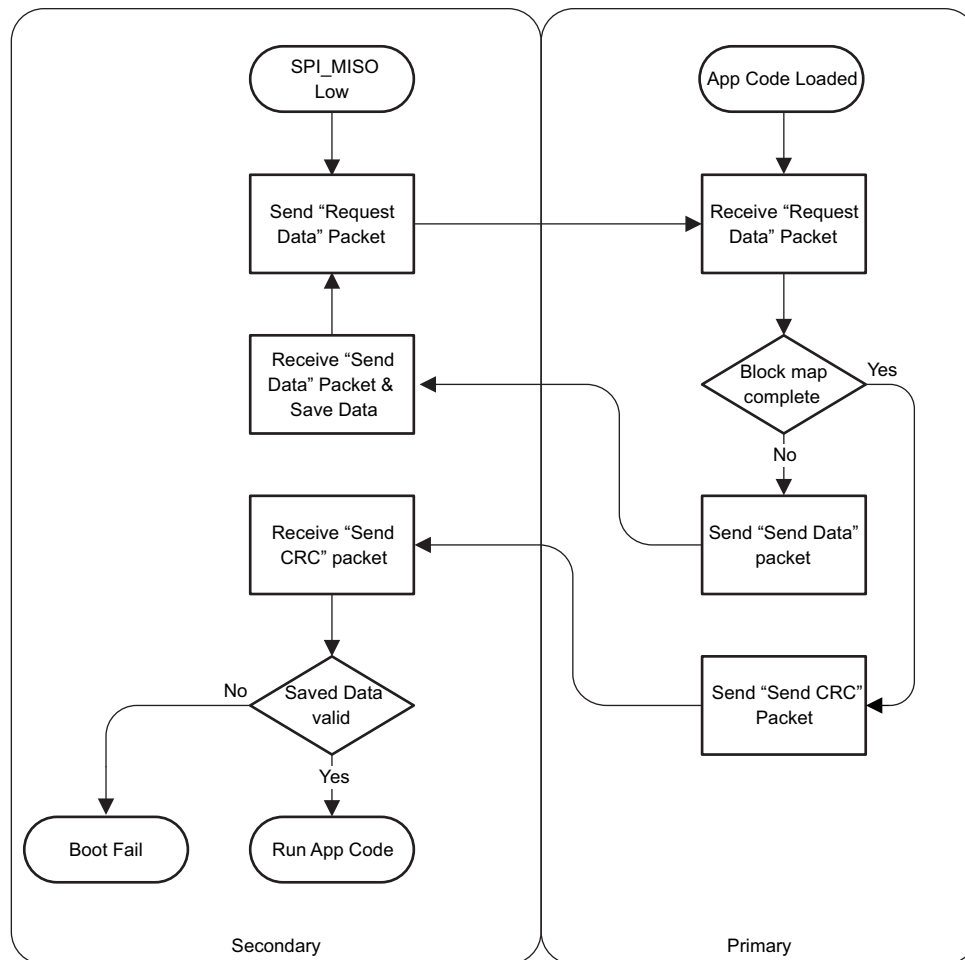 SPI_MISO
Low
App Code Loaded
Send “Request
Data” Packet
Receive “Request
Data” Packet
Receive “Send
Data” Packet &
Save Data
Block map
complete
Yes
No
Receive “Send
CRC” packet
Send “Send Data”
packet
No
Saved Data
valid
Send “Send CRC”
Packet
Yes
Boot Fail
Run App Code
Secondary
Primary